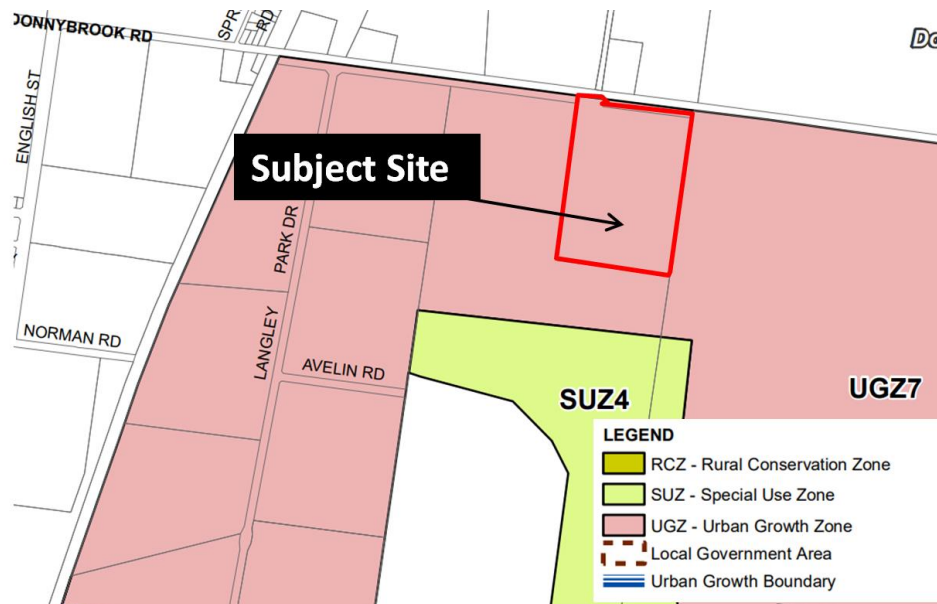 DONNYBROOK RD
SPR
RD
Do
ENGLISH ST
Subject Site
PARK DR
LANGLEY
NORMAN RD
AVELIN RD
SUZ4
UGZ7
LEGEND
RCZ - Rural Conservation Zone
SUZ - Special Use Zone
UGZ - Urban Growth Zone
Local Government Area
Urban Growth Boundary